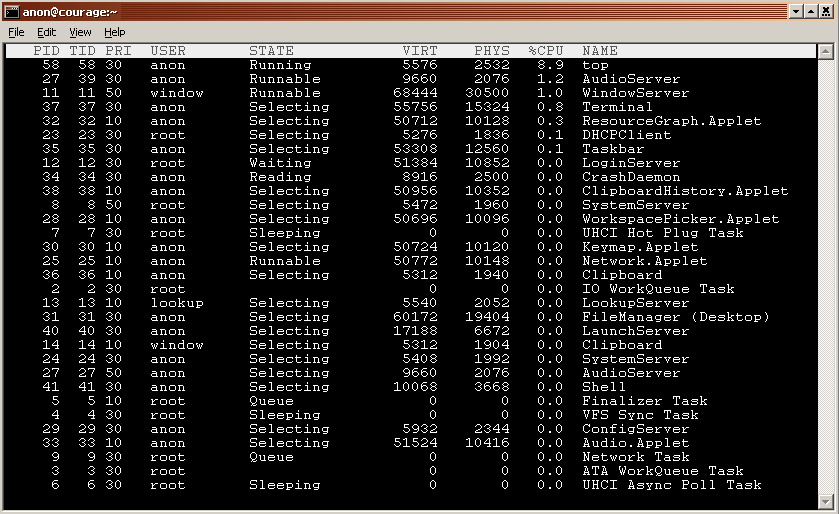 anon@courage:~
File Edit View Help
PID TID PRI USER STATE VIRT PHYS %CPU NAME
58 58 30 anon Running 5576 2532 8.9 top
27 39 30 anon Runnable 9660 2076 1.2 AudioServer
11 11 50 window Runnable 68444 30500 1.0 WindowServer
37 37 30 anon Selecting 55756 15324 0.8 Terminal
32 32 10 anon Selecting 50712 10128 0.3 ResourceGraph.Applet
23 23 30 root Selecting 5276 1836 0.1 DHCPClient
35 35 30 anon Selecting 53308 12560 0.1 Taskbar
12 12 30 root Waiting 51384 10852 0.0 LoginServer
34 34 30 anon Reading 8916 2500 0.0 CrashDaemon
38 38 10 anon Selecting 50956 10352 0.0 ClipboardHistory.Applet
8 8 50 root Selecting 5472 1960 0.0 SystemServer
28 28 10 anon Selecting 50696 10096 0.0 WorkspacePicker.Applet
7 7 30 root Sleeping 0 0 0.0 UHCI Hot Plug Task
30 30 10 anon Selecting 50724 10120 0.0 Keymap.Applet
25 25 10 anon Runnable 50772 10148 0.0 Network.Applet
36 36 10 anon Selecting 5312 1940 0.0 Clipboard
2 2 30 root 0 0 0.0 IO WorkQueue Task
13 13 10 lookup Selecting 5540 2052 0.0 LookupServer
31 31 30 anon Selecting 60172 19404 0.0 FileManager (Desktop)
40 40 30 anon Selecting 17188 6672 0.0 LaunchServer
14 14 10 window Selecting 5312 1904 0.0 Clipboard
24 24 30 anon Selecting 5408 1992 0.0 SystemServer
27 27 50 anon Selecting 9660 2076 0.0 AudioServer
41 41 30 anon Selecting 10068 3668 0.0 Shell
5 5 10 root Queue 0 0 0.0 Finalizer Task
4 4 30 root Sleeping 0 0 0.0 VFS Sync Task
29 29 30 anon Selecting 5932 2344 0.0 ConfigServer
33 33 10 anon Selecting 51524 10416 0.0 Audio.Applet
9 9 30 root Queue 0 0 0.0 Network Task
3 3 30 root 0 0 0.0 ATA WorkQueue Task
6 6 30 root Sleeping 0 0 0.0 UHCI Async Poll Task